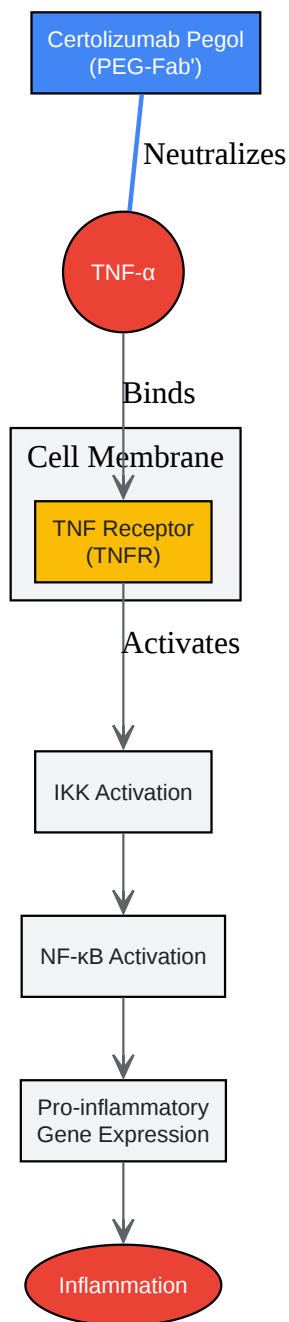 Certolizumab Pegol
(PEG-Fab')
Neutralizes
TNF-α
Binds
Cell Membrane
TNF Receptor
(TNFR)
Activates
IKK Activation
NF-κB Activation
Pro-inflammatory
Gene Expression
Inflammation